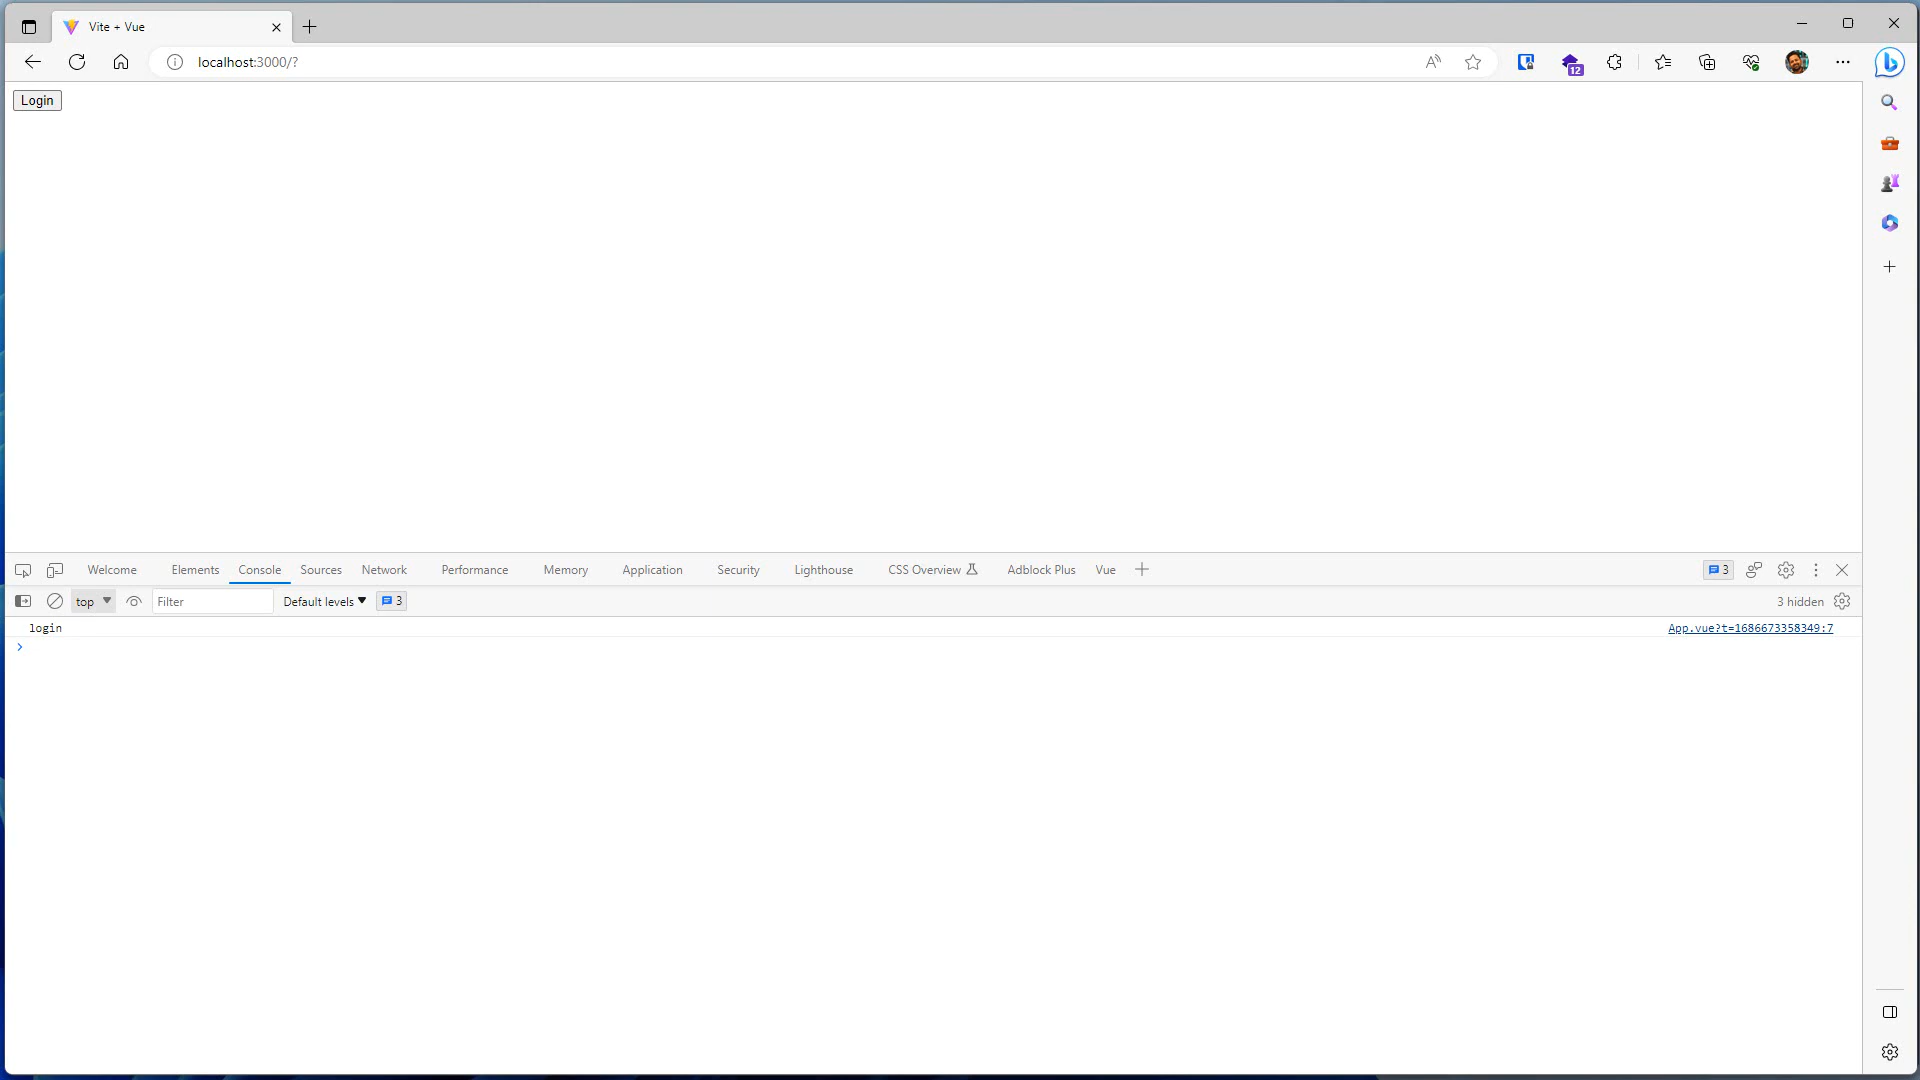 Vite + Vue
localhost:3000/?
12
Login
Welcome Elements Console Sources Network Performance Memory Application Security Lighthouse CSS Overview Adblock Plus Vue 3
top Filter Default levels 3 3 hidden
login App.vue?t=1686673358349:7